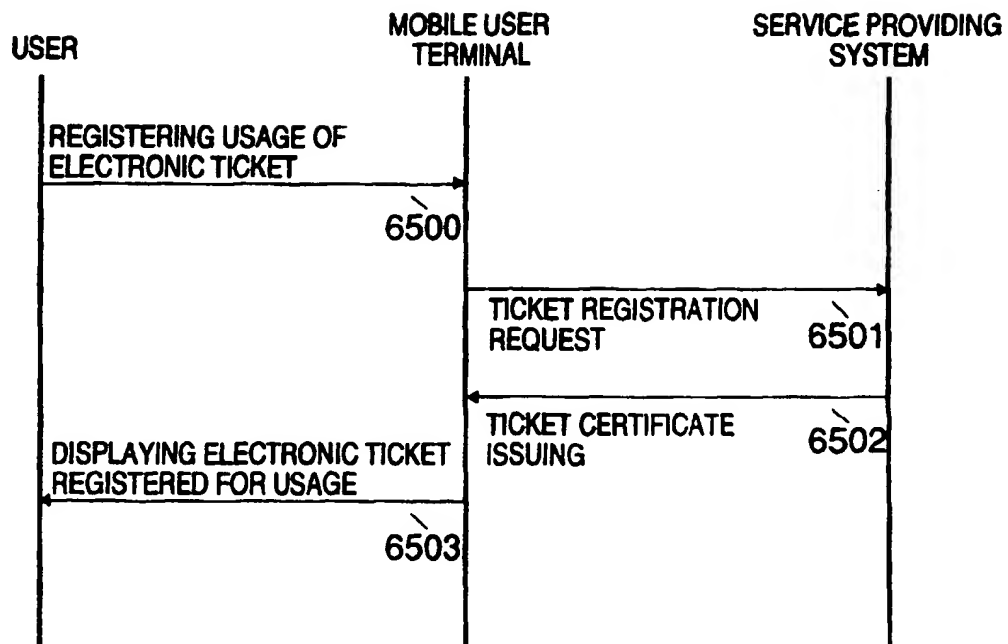 USER
MOBILE USER
TERMINAL
SERVICE PROVIDING
SYSTEM
REGISTERING USAGE OF
ELECTRONIC TICKET
6500
TICKET REGISTRATION
REQUEST
6501
TICKET CERTIFICATE
ISSUING
6502
DISPLAYING ELECTRONIC TICKET
REGISTERED FOR USAGE
6503